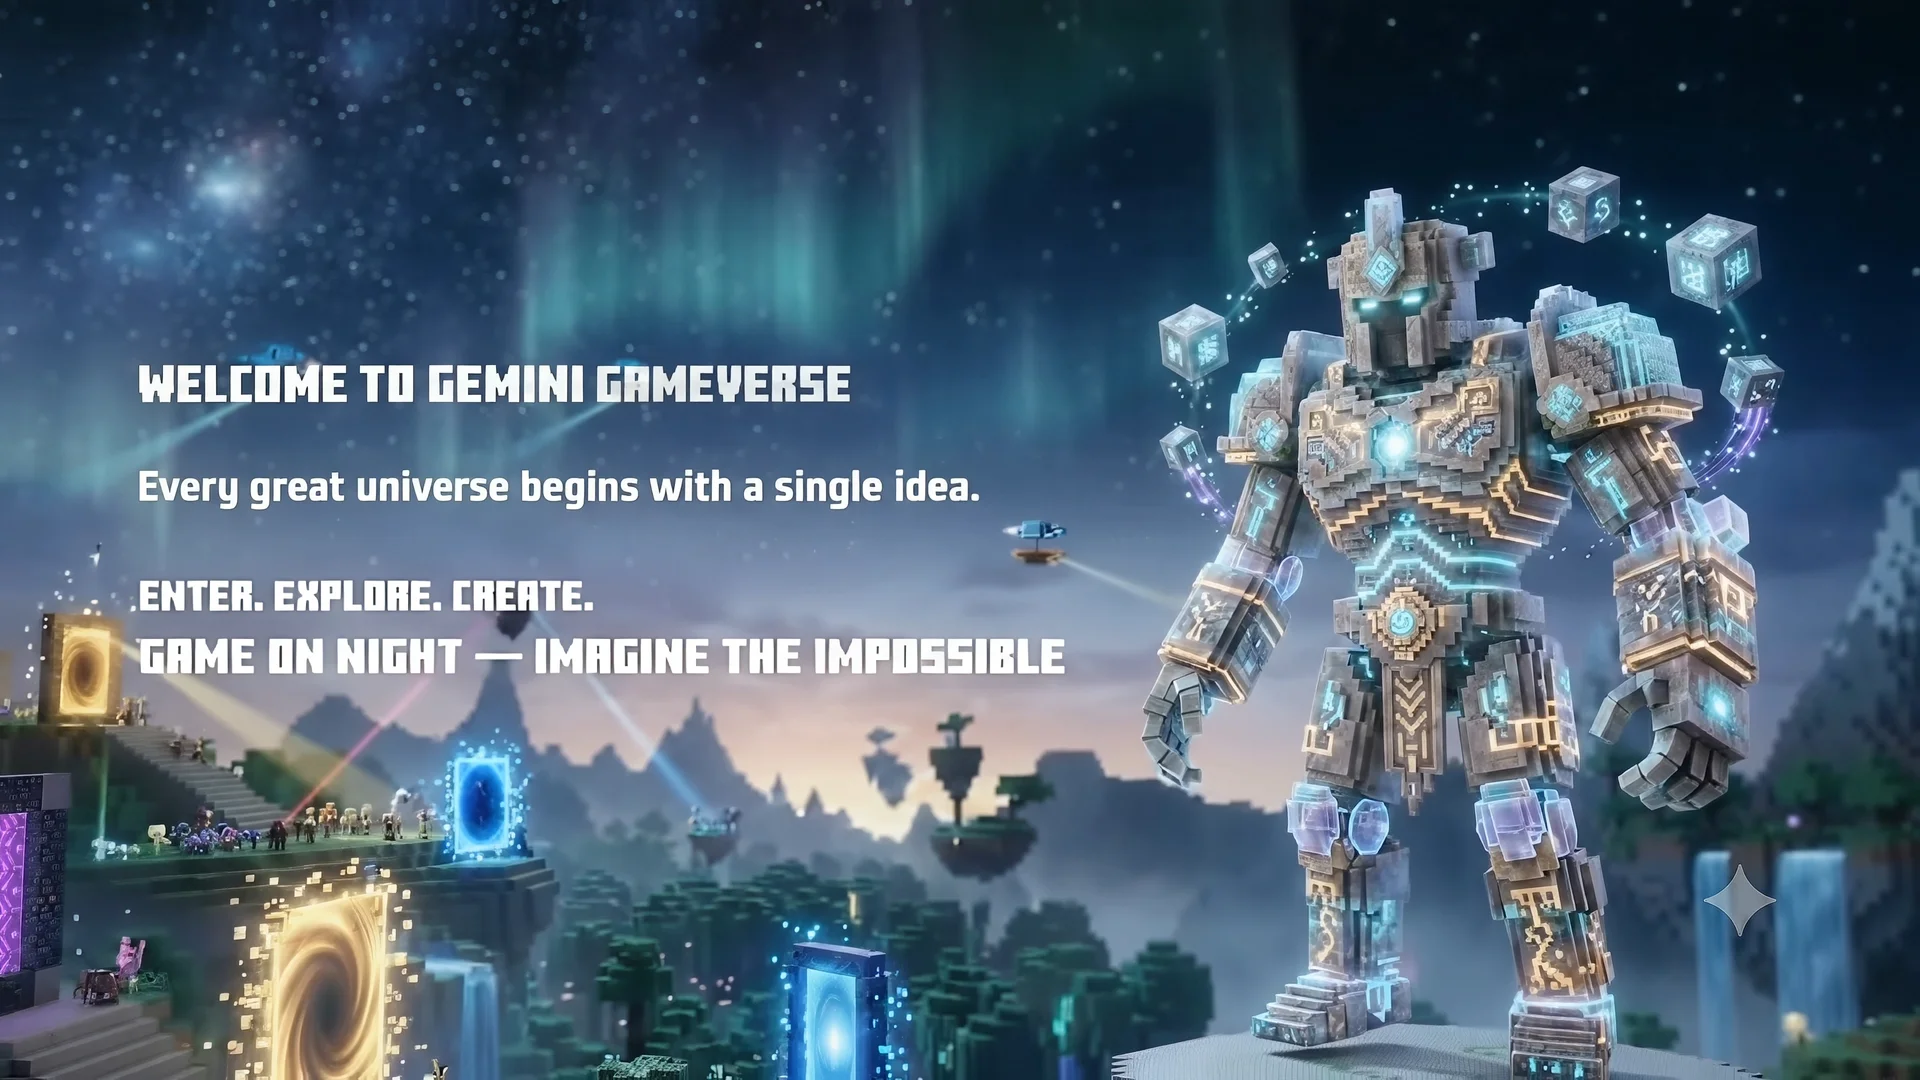 WELCOME TO GEMINI GAMEVERSE
Every great universe begins with a single idea.
ENTER. EXPLORE. CREATE.
GAME ON NIGHT — IMAGINE THE IMPOSSIBLE